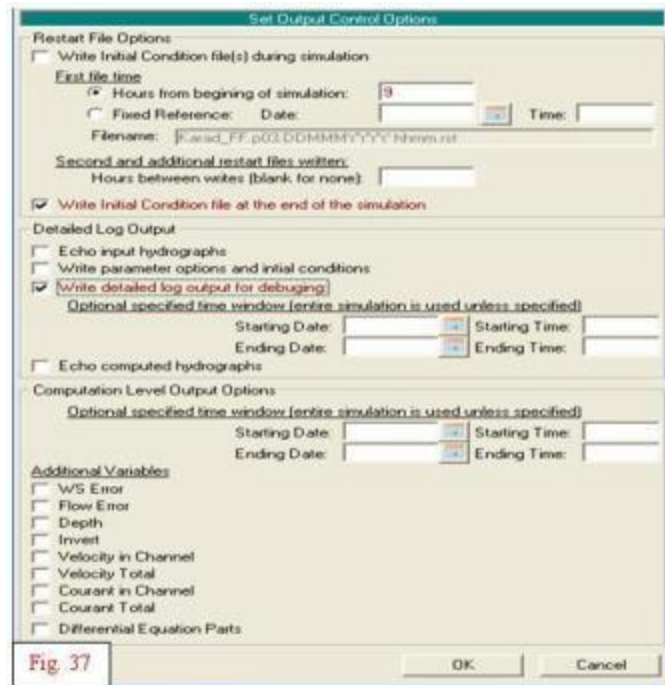 Set Output Control Options
Restart File Options
Write Initial Condition file(s) during simulation
First file time
Hours from begining of simulation: 9
Fixed Reference: Date: Time:
Filename: Karad_FF.p03.DDMMMYYYY hhmm.rst
Second and additional restart files written:
Hours between writes (blank for none):
Write Initial Condition file at the end of the simulation
Detailed Log Output
Echo input hydrographs
Write parameter options and intial conditions
Write detailed log output for debuging:
Optional specified time window (entire simulation is used unless specified)
Starting Date: Starting Time:
Ending Date: Ending Time:
Echo computed hydrographs
Computation Level Output Options
Optional specified time window (entire simulation is used unless specified)
Starting Date: Starting Time:
Ending Date: Ending Time:
Additional Variables
WS Error
Flow Error
Depth
Invert
Velocity in Channel
Velocity Total
Courant in Channel
Courant Total
Differential Equation Parts
Fig. 37
OK Cancel